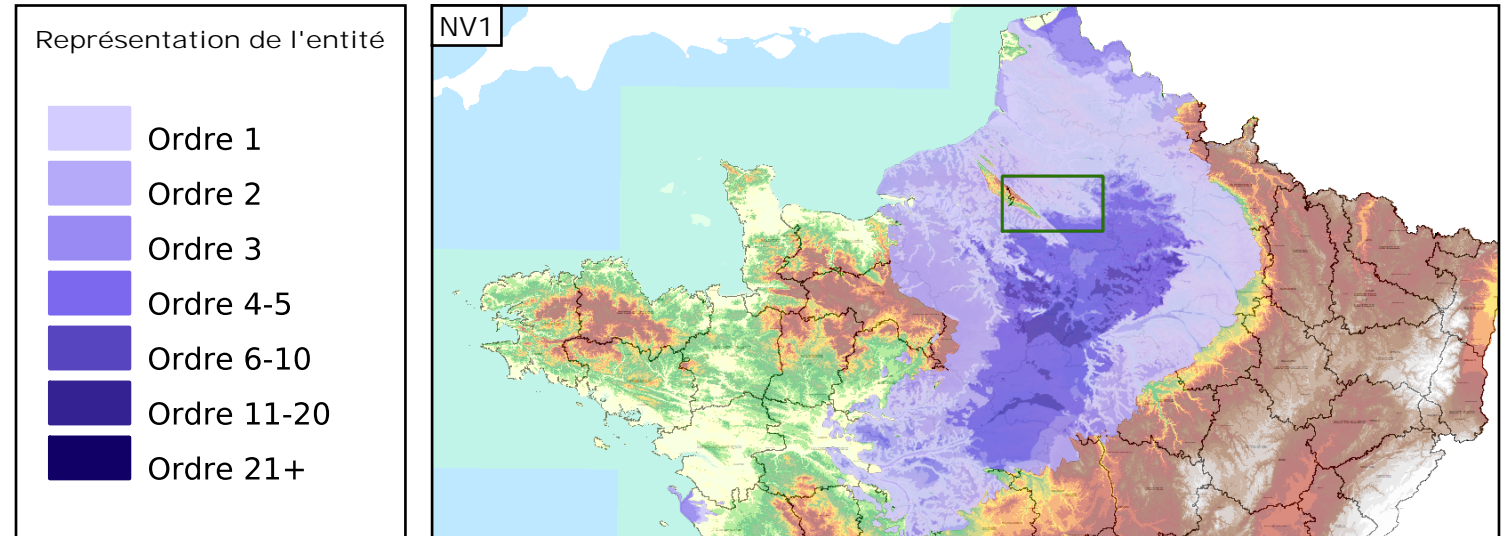 Représentation de l'entité
Ordre 1
Ordre 2
Ordre 3
Ordre 4-5
Ordre 6-10
Ordre 11-20
Ordre 21+
NV1